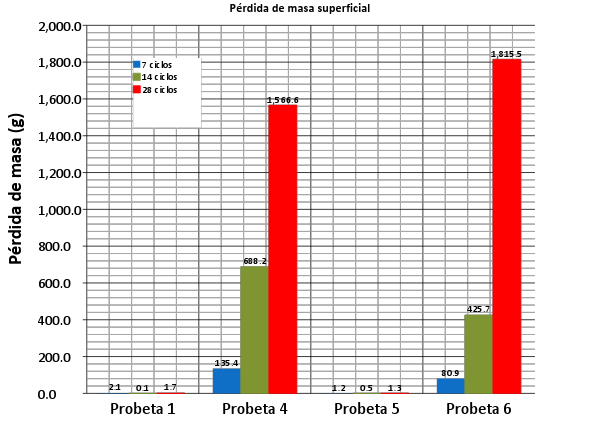 Pérdida de masa superficial
2,000.0
1,800.0
1,600.0
1,400.0
1,200.0
1,000.0
800.0
600.0
400.0
200.0
0.0
Pérdida de masa (g)
7 ciclos
14 ciclos
28 ciclos
2.1
0.1
1.7
135.4
688.2
1,566.6
1.2
0.5
1.3
80.9
425.7
1,815.5
Probeta 1
Probeta 4
Probeta 5
Probeta 6